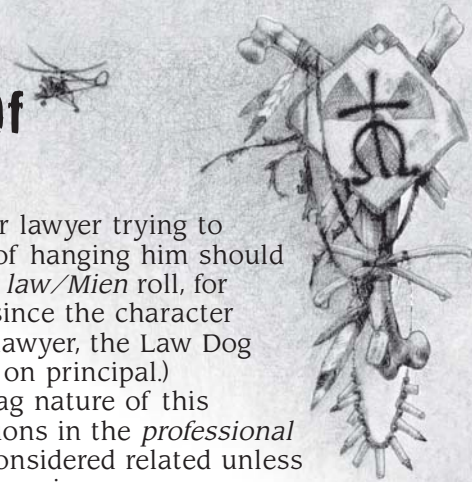 f
r lawyer trying to
of hanging him should
law/Mien roll, for
since the character
awyer, the Law Dog
on principal.)
ag nature of this
ions in the professional
onsidered related unless